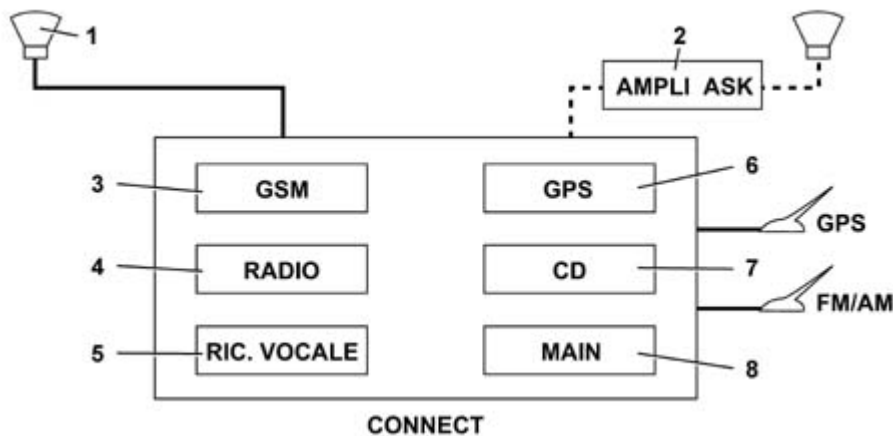 1
2
AMPLI ASK
3
GSM
GPS
6
GPS
4
RADIO
CD
7
FM/AM
5
RIC. VOCALE
MAIN
8
CONNECT